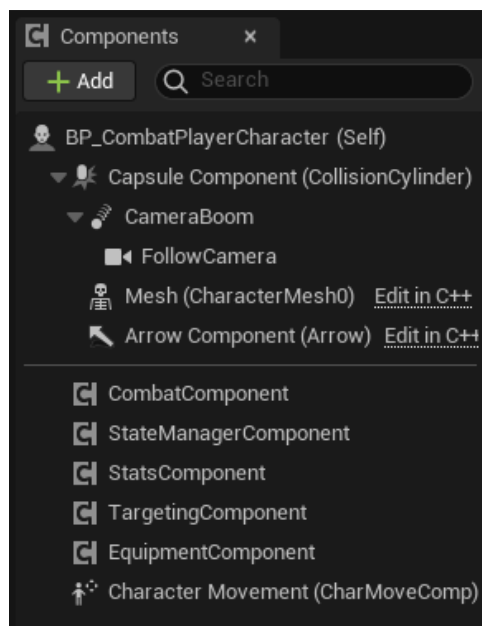 Components
Add
Search
BP_CombatPlayerCharacter (Self)
Capsule Component (CollisionCylinder)
CameraBoom
FollowCamera
Mesh (CharacterMesh0) Edit in C++
Arrow Component (Arrow) Edit in C++
CombatComponent
StateManagerComponent
StatsComponent
TargetingComponent
EquipmentComponent
Character Movement (CharMoveComp)